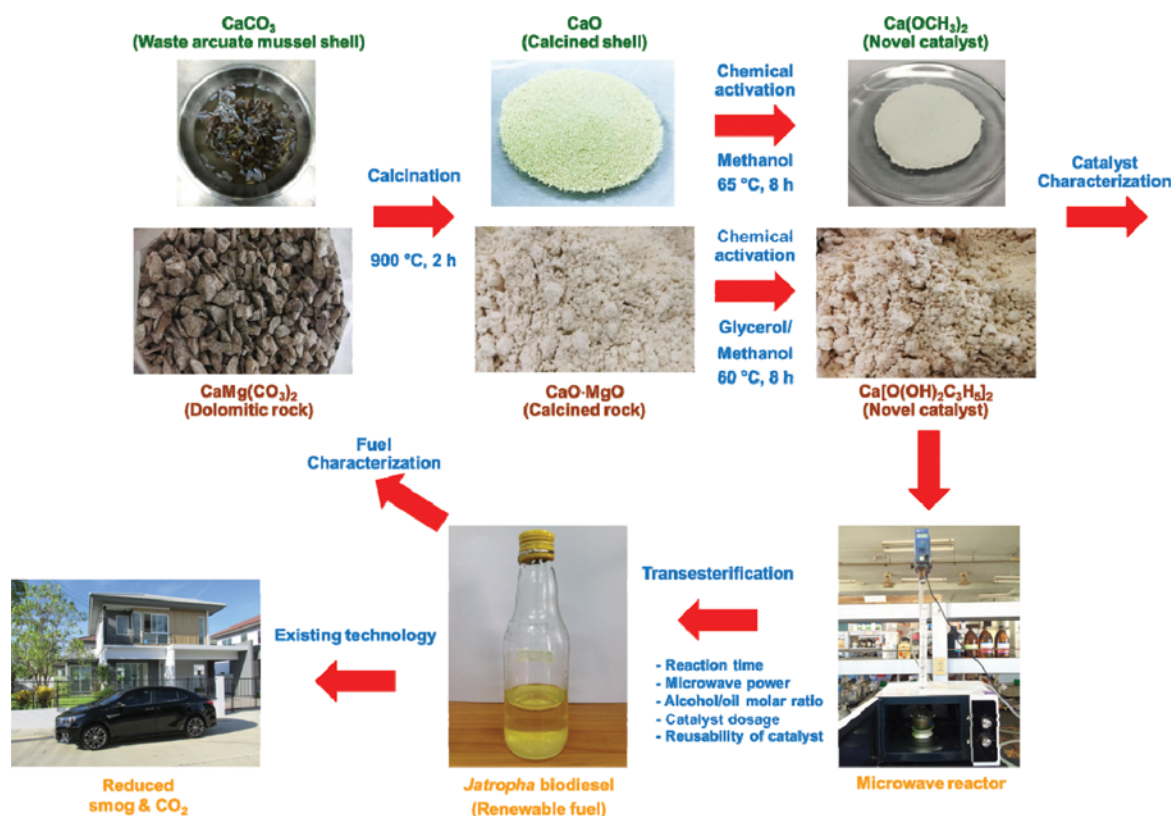 CaCO₃
(Waste arcuate mussel shell)
CaO
(Calcined shell)
Ca(OCH₃)₂
(Novel catalyst)
Calcination
900 °C, 2 h
Chemical
activation
Methanol
65 °C, 8 h
Catalyst
Characterization
Chemical
activation
Glycerol/
Methanol
60 °C, 8 h
CaMg(CO₃)₂
(Dolomitic rock)
CaO·MgO
(Calcined rock)
Ca[O(OH)₂C₃H₅]₂
(Novel catalyst)
Fuel
Characterization
Transesterification
- Reaction time
- Microwave power
- Alcohol/oil molar ratio
- Catalyst dosage
- Reusability of catalyst
Existing technology
Reduced
smog & CO₂
Jatropha biodiesel
(Renewable fuel)
Microwave reactor